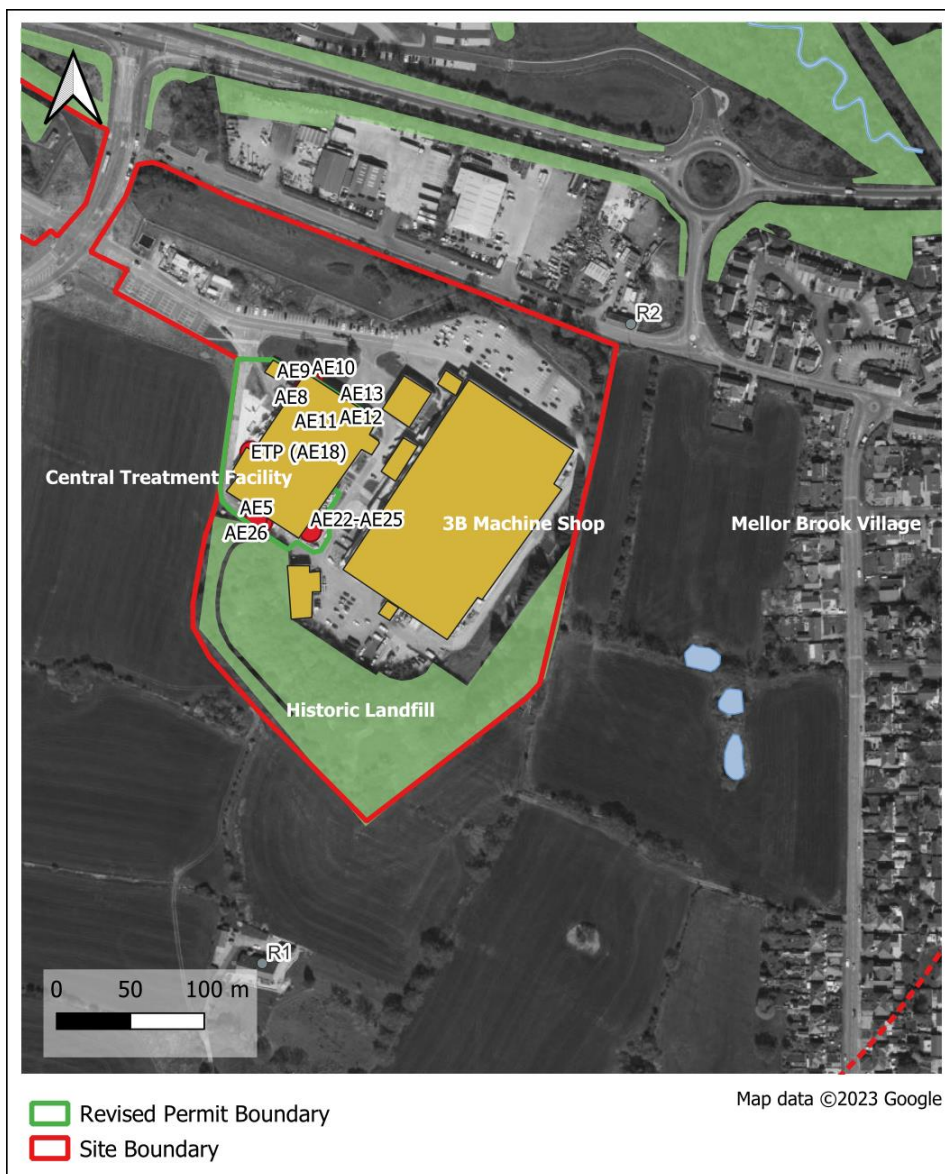 R2
AE9
AE10
AE8
AE13
AE11
AE12
ETP (AE18)
Central Treatment Facility
AE5
AE22-AE25
AE26
3B Machine Shop
Mellor Brook Village
Historic Landfill
R1
0 50 100 m
Map data ©2023 Google
Revised Permit Boundary
Site Boundary